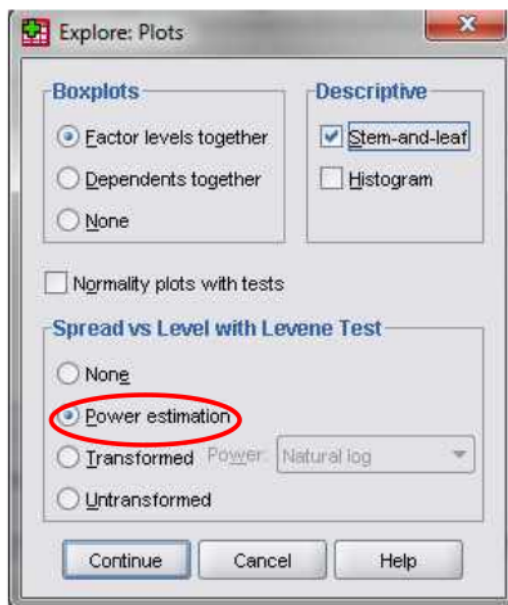 Explore: Plots
Boxplots
Factor levels together
Dependents together
None
Descriptive
Stem-and-leaf
Histogram
Normality plots with tests
Spread vs Level with Levene Test
None
Power estimation
Transformed Power: Natural log
Untransformed
Continue Cancel Help